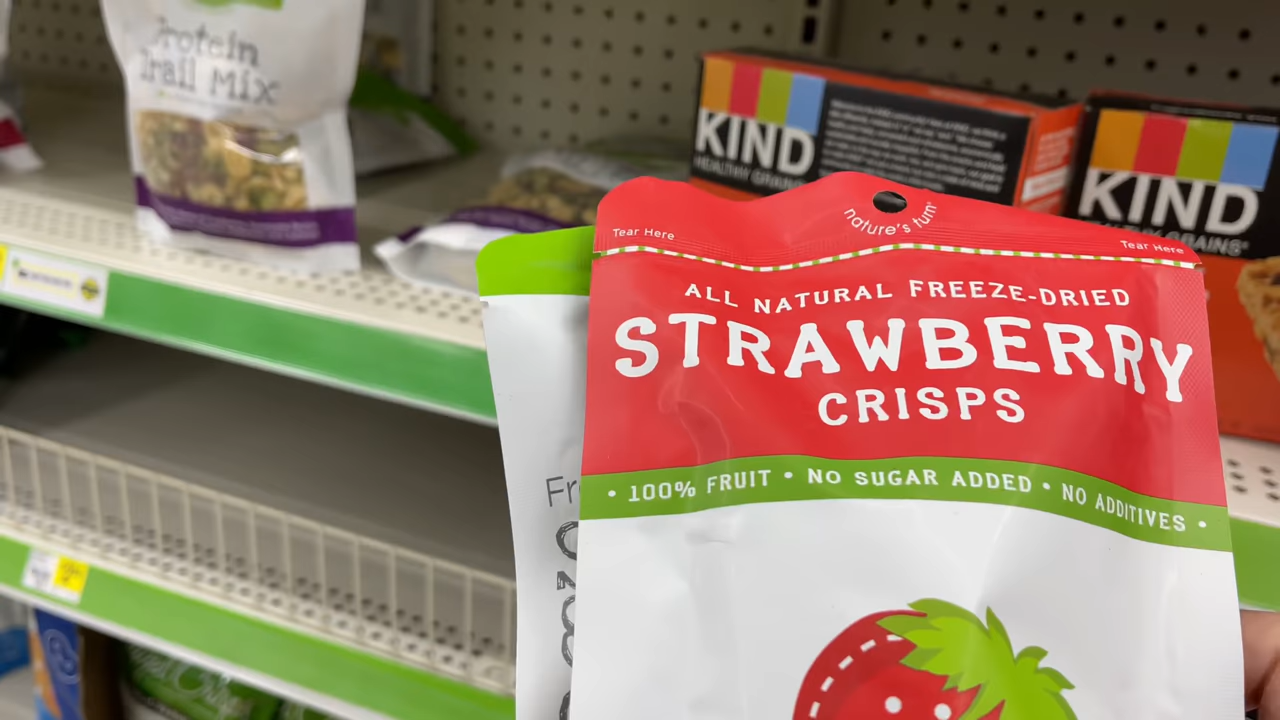 Protein
Trail Mix
KIND
HEALTHY GRAINS
KIND
GRAINS
nature's turn
Tear Here
Tear Here
ALL NATURAL FREEZE-DRIED
STRAWBERRY
CRISPS
• 100% FRUIT • NO SUGAR ADDED • NO ADDITIVES •